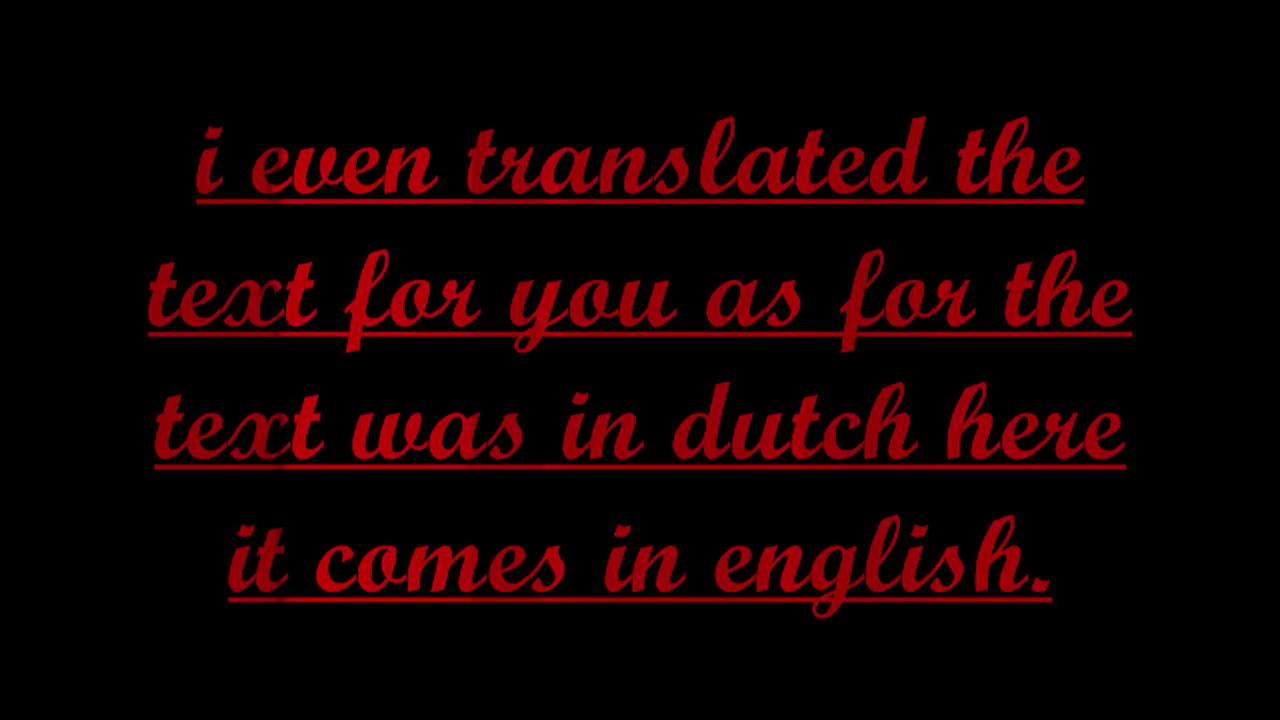 i even translated the
text for you as for the
text was in dutch here
it comes in english.